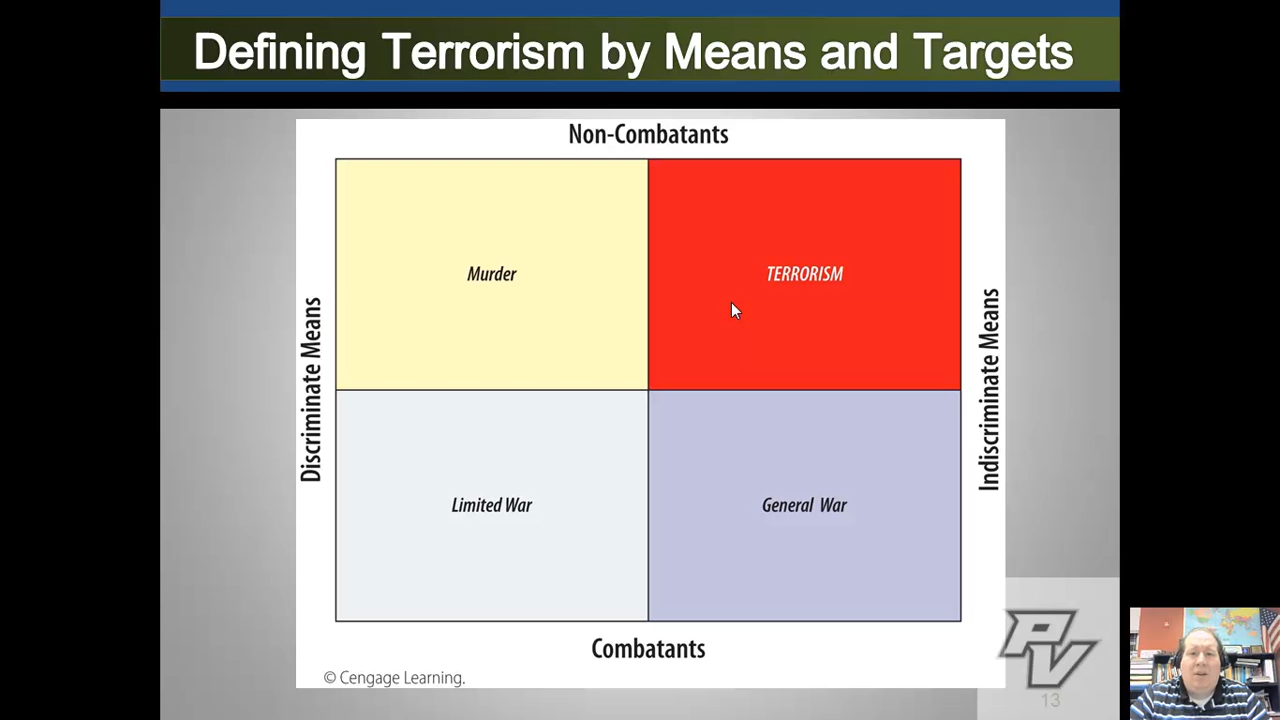 Defining Terrorism by Means and Targets
Non-Combatants
Murder
TERRORISM
Discriminate Means
Indiscriminate Means
Limited War
General War
Combatants
© Cengage Learning.
PV
13